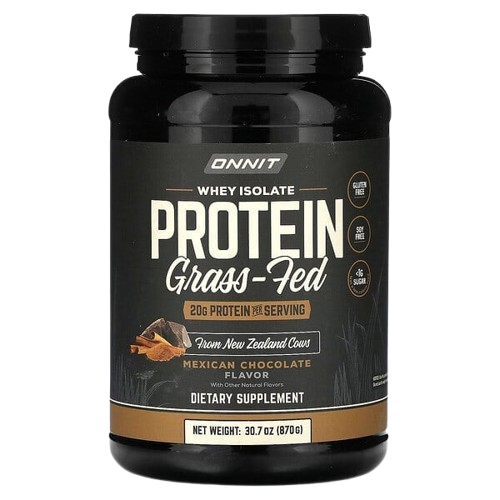 ONNIT
WHEY ISOLATE
PROTEIN
Grass-Fed
20g PROTEIN PER SERVING
From New Zealand Cows
MEXICAN CHOCOLATE
FLAVOR
With Other Natural Flavors
DIETARY SUPPLEMENT
NET WEIGHT: 30.7 oz (870g)
GLUTEN
FREE
SOY
FREE
<1g
SUGAR